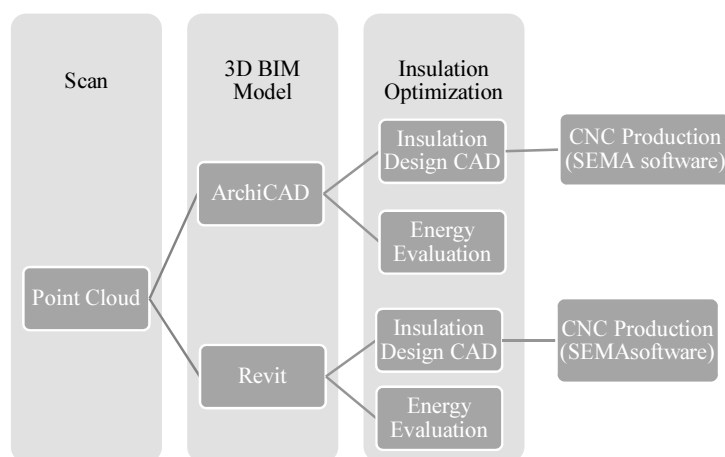 Scan
3D BIM
Model
Insulation
Optimization
Point Cloud
ArchiCAD
Revit
Insulation
Design CAD
Energy
Evaluation
Insulation
Design CAD
Energy
Evaluation
CNC Production
(SEMA software)
CNC Production
(SEMAsoftware)